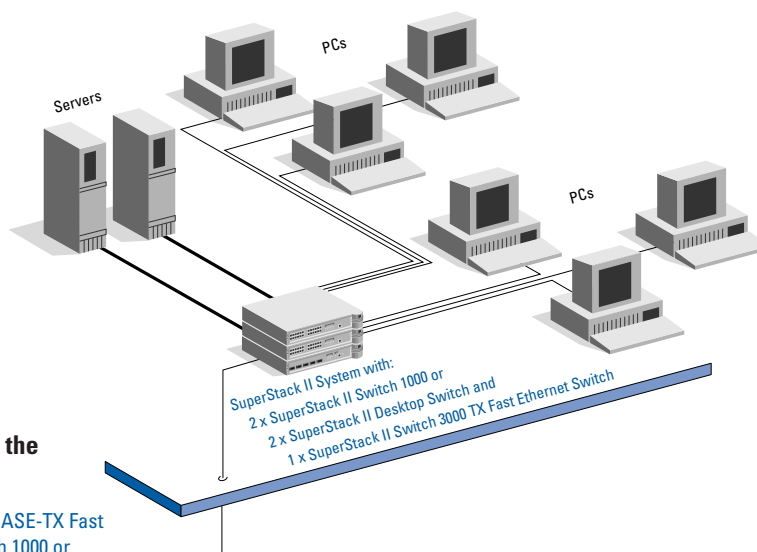 PCs
Servers
PCs
SuperStack II System with:
2 x SuperStack II Switch 1000 or
2 x SuperStack II Desktop Switch and
1 x SuperStack II Switch 3000 TX Fast Ethernet Switch
the
ASE-TX Fast
1000 or